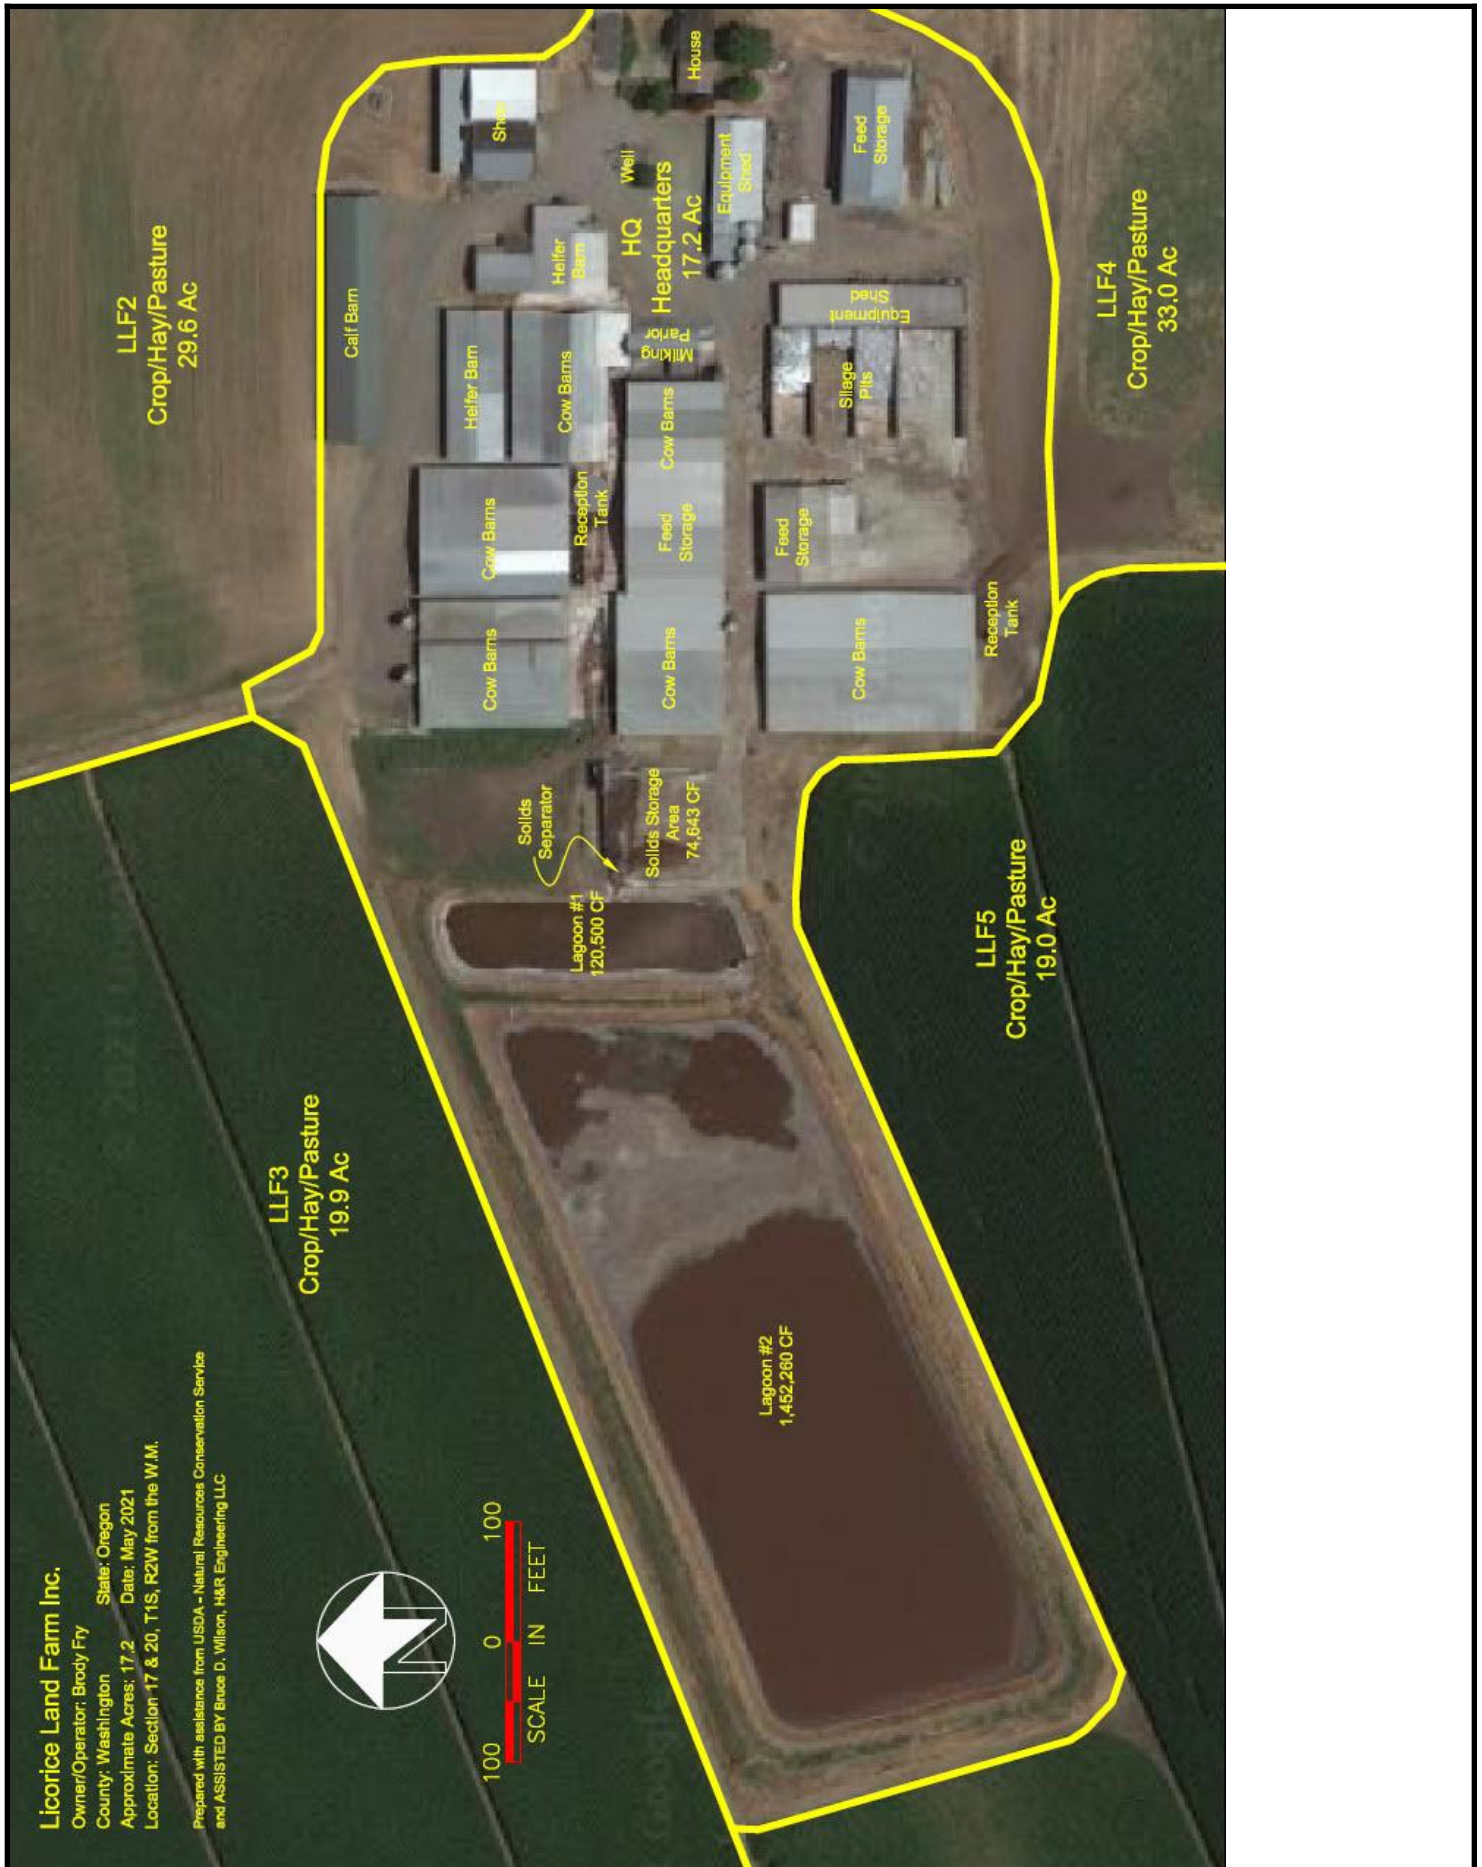 Licorice Land Farm Inc.
Owner/Operator: Brody Fry
County: Washington State: Oregon
Approximate Acres: 17.2 Date: May 2021
Location: Section 17 & 20, T1S, R2W from the W.M.
Prepared with assistance from USDA - Natural Resources Conservation Service
and ASSISTED BY Bruce D. Wilson, H&R Engineering LLC
N
100 0 100
SCALE IN FEET
LLF3
Crop/Hay/Pasture
19.9 Ac
LLF2
Crop/Hay/Pasture
29.6 Ac
Calf Barn
Shop
Heifer Barn
Heifer
Barn
Cow Barns
Cow Barns
Cow Barns
Reception
Tank
Well
House
HQ
Headquarters
17.2 Ac
Milking
Parlor
Cow Barns
Feed
Storage
Cow Barns
Equipment
Shed
Feed
Storage
Equipment
Shed
Silage
Pits
Feed
Storage
Cow Barns
Reception
Tank
Solids
Separator
Solids Storage
Area
74,643 CF
Lagoon #1
120,500 CF
Lagoon #2
1,452,260 CF
LLF5
Crop/Hay/Pasture
19.0 Ac
LLF4
Crop/Hay/Pasture
33.0 Ac